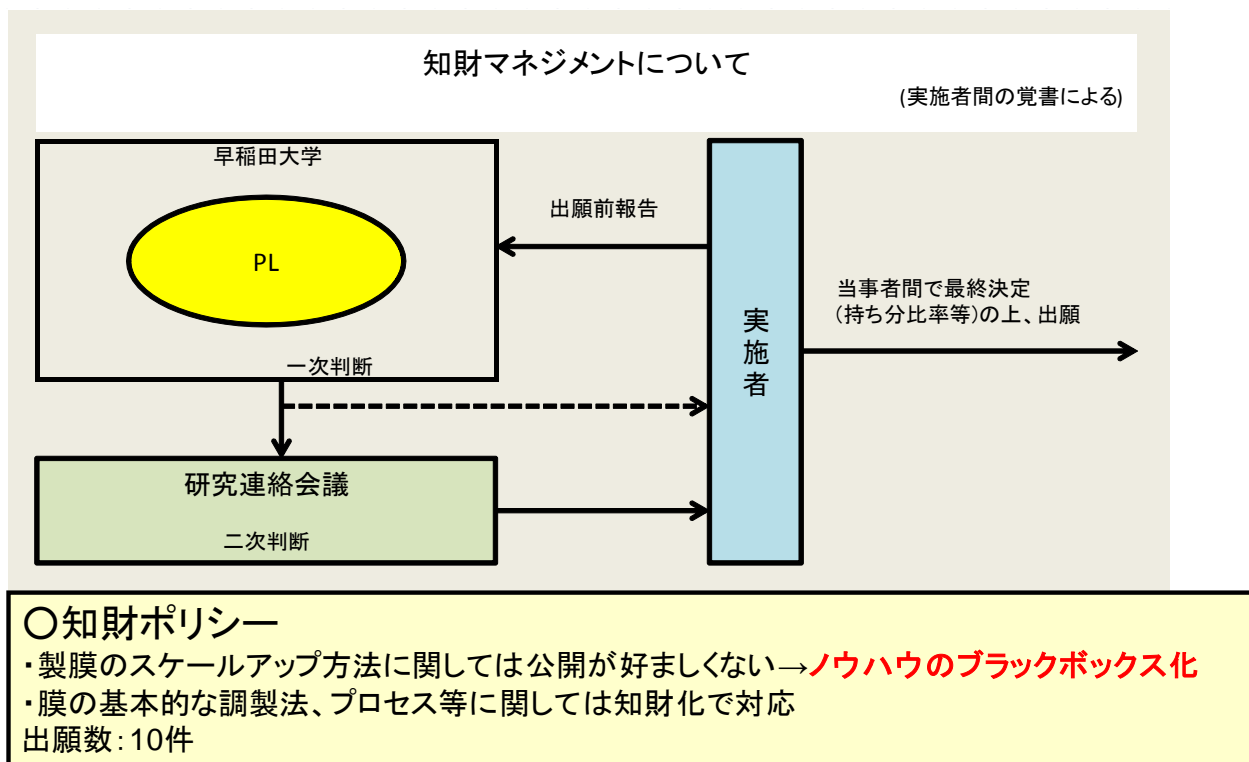 知財マネジメントについて
(実施者間の覚書による)
早稲田大学
PL
一次判断
出願前報告
実施者
当事者間で最終決定
(持ち分比率等)の上、出願
研究連絡会議
二次判断
○知財ポリシー
・製膜のスケールアップ方法に関しては公開が好ましくない→ノウハウのブラックボックス化
・膜の基本的な調製法、プロセス等に関しては知財化で対応
出願数：10件